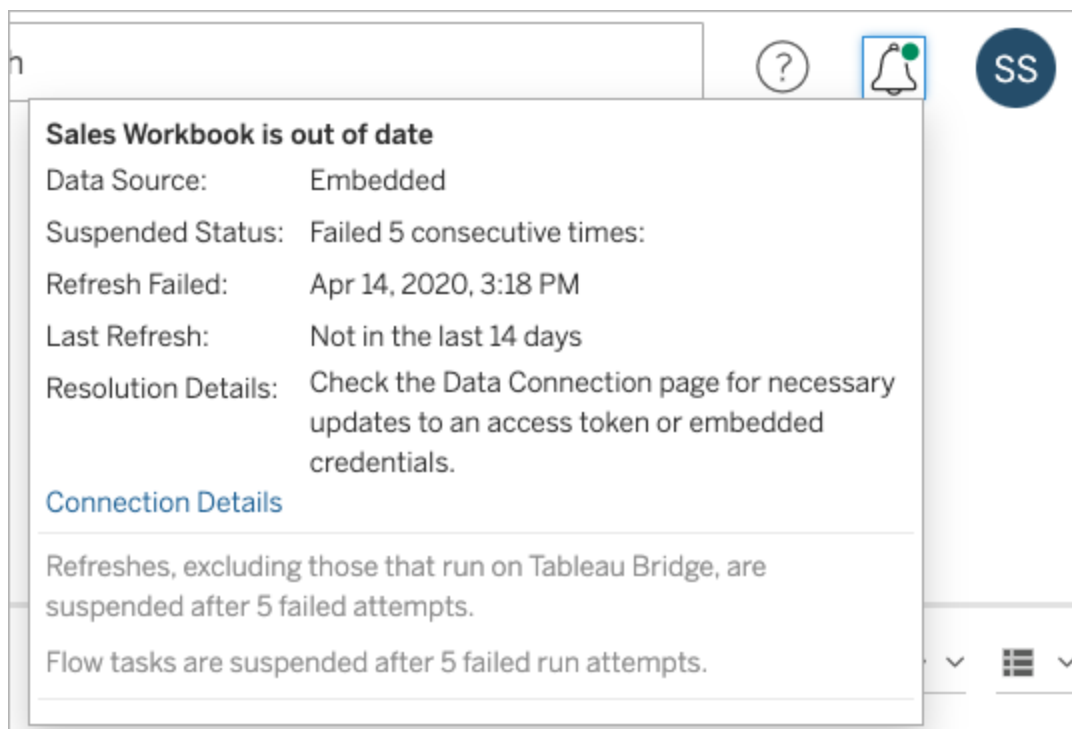 h
?
SS
Sales Workbook is out of date
Data Source: Embedded
Suspended Status: Failed 5 consecutive times:
Refresh Failed: Apr 14, 2020, 3:18 PM
Last Refresh: Not in the last 14 days
Resolution Details: Check the Data Connection page for necessary
updates to an access token or embedded
credentials.
Connection Details
Refreshes, excluding those that run on Tableau Bridge, are
suspended after 5 failed attempts.
Flow tasks are suspended after 5 failed run attempts.